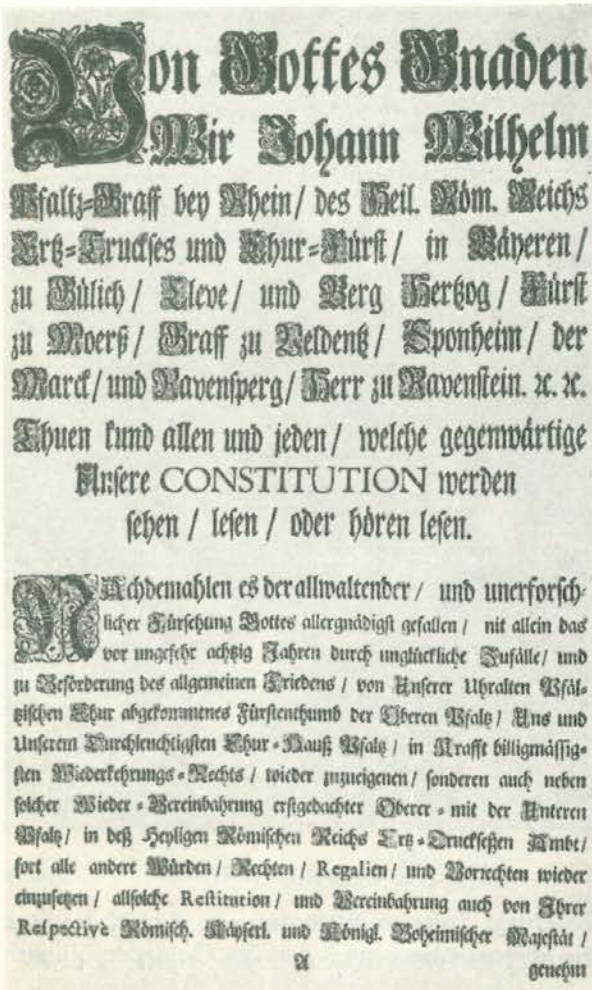 Von Gottes Gnaden
Wir Johann Wilhelm
Pfaltz-Graff bey Rhein / des Heil. Röm. Reichs
Ertz-Truckses und Chur-Fürst / in Bäyeren /
zu Gülich / Cleve / und Berg Hertzog / Fürst
zu Moerß / Graff zu Veldentz / Sponheim / der
Marck / und Ravensperg / Herr zu Ravenstein. ꝛc. ꝛc.
Thuen kund allen und jeden / welche gegenwärtige
Unsere CONSTITUTION werden
sehen / lesen / oder hören lesen.
NAchdemahlen es der allwaltender / und unerforsch-
licher Fürsehung Gottes allergnädigst gefallen / nit allein das
vor ungefehr achtzig Jahren durch unglückliche Zufälle / und
zu Beförderung des allgemeinen Friedens / von Unserer Uhralten Pfäl-
tzischen Chur abgekommenes Fürstenthumb der Oberen Pfaltz / Uns und
Unserem Durchleuchtigsten Chur-Hauß Pfaltz / in Krafft billigmässig-
sten Wiederkehrungs-Rechts / wieder zuzueigenen / sonderen auch neben
solcher Wieder-Vereinbahrung erstgedachter Oberer-mit der Unteren
Pfaltz / in deß Heyligen Römischen Reichs Ertz-Truckseßen Ambt /
fort alle andere Würden / Rechten / Regalien / und Vorrechten wieder
einzusetzen / allsolche Restitution / und Vereinbahrung auch von Ihrer
Respectivè Römisch. Käyserl. und Königl. Boheimischer Majestät /
A genehm